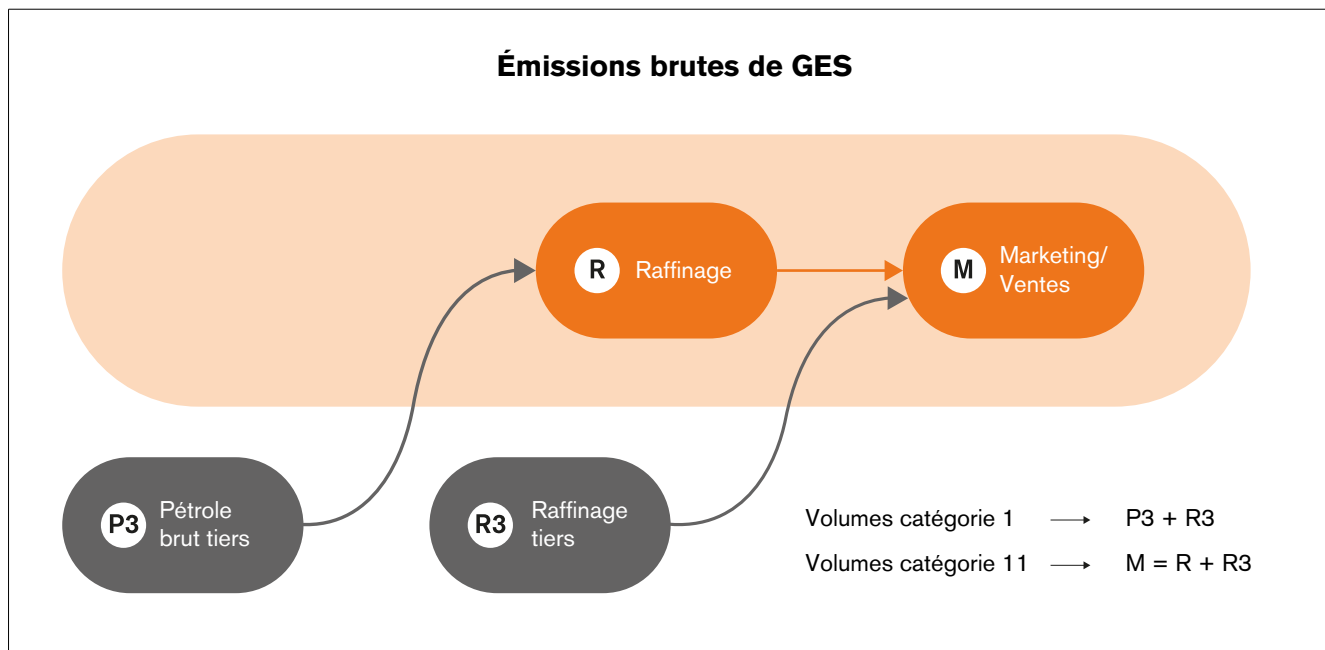 Émissions brutes de GES
R Raffinage
M Marketing/
Ventes
P3 Pétrole
brut tiers
R3 Raffinage
tiers
Volumes catégorie 1 → P3 + R3
Volumes catégorie 11 → M = R + R3